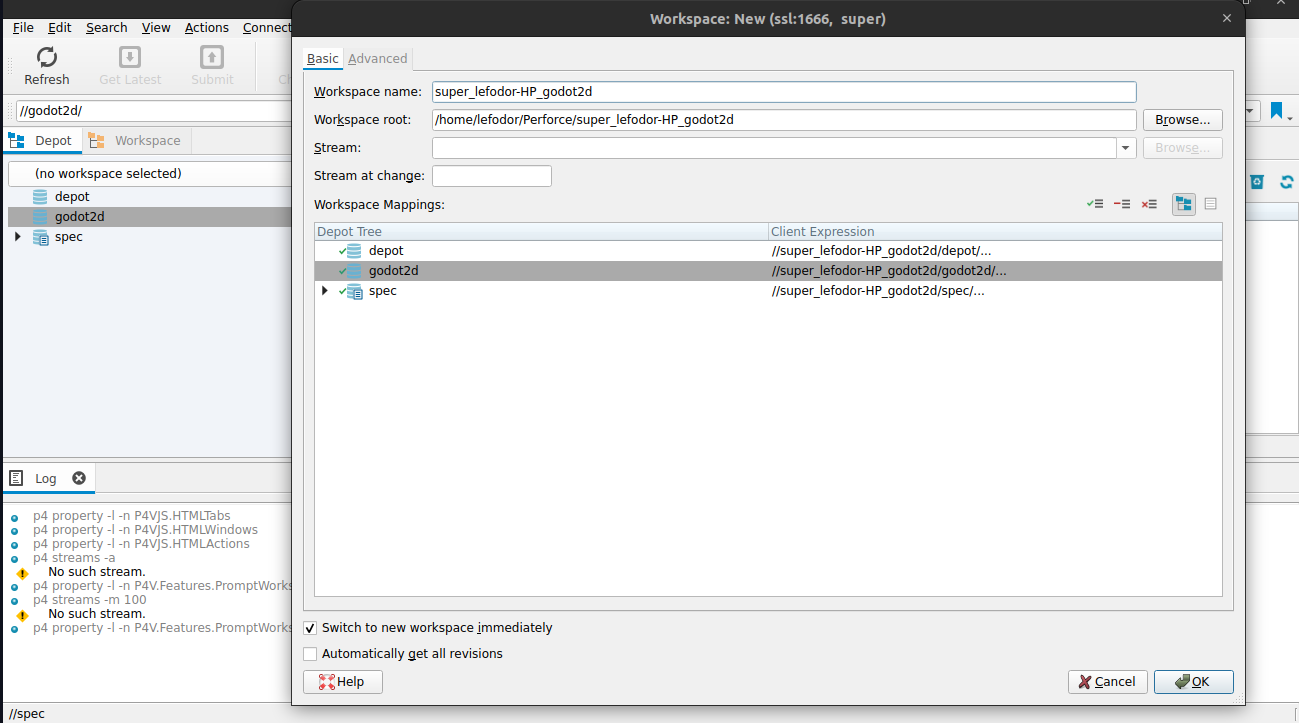 Workspace: New (ssl:1666, super)
File Edit Search View Actions Connect
Refresh Get Latest Submit
//godot2d/
Depot Workspace
(no workspace selected)
depot
godot2d
spec
Log
p4 property -l -n P4VJS.HTMLTabs
p4 property -l -n P4VJS.HTMLWindows
p4 property -l -n P4VJS.HTMLActions
p4 streams -a
No such stream.
p4 property -l -n P4V.Features.PromptWorks
p4 streams -m 100
No such stream.
p4 property -l -n P4V.Features.PromptWorks
//spec
Basic Advanced
Workspace name: super_lefodor-HP_godot2d
Workspace root: /home/lefodor/Perforce/super_lefodor-HP_godot2d Browse...
Stream: Browse...
Stream at change:
Workspace Mappings:
Depot Tree Client Expression
depot //super_lefodor-HP_godot2d/depot/...
godot2d //super_lefodor-HP_godot2d/godot2d/...
spec //super_lefodor-HP_godot2d/spec/...
Switch to new workspace immediately
Automatically get all revisions
Help Cancel OK